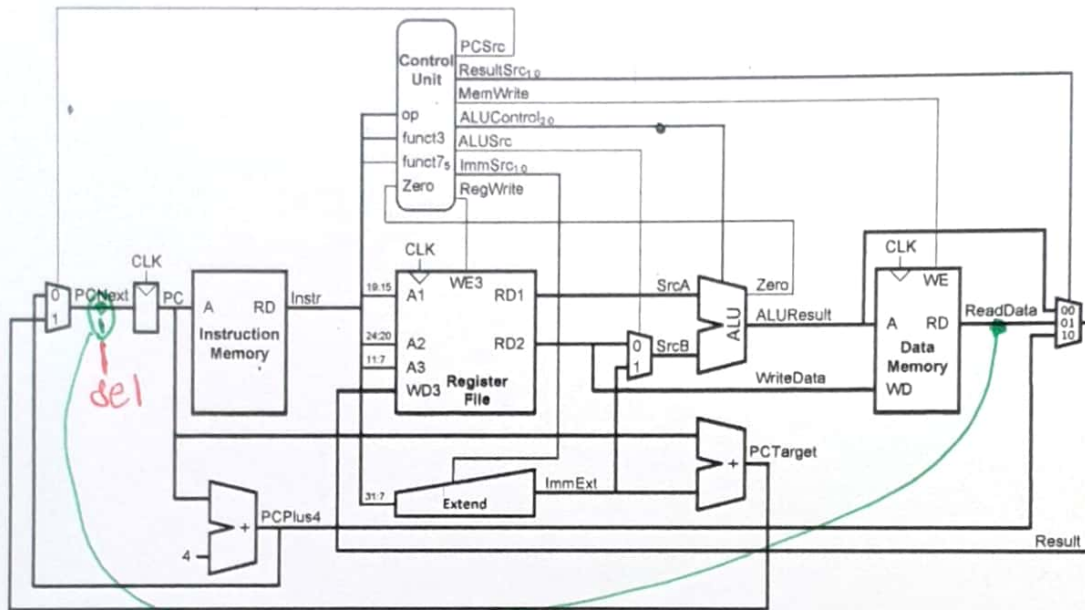 PCSrc
Control Unit
ResultSrc1:0
MemWrite
ALUControl2:0
op
ALUSrc
funct3
funct75
ImmSrc1:0
Zero
RegWrite
CLK
CLK
CLK
0
1
PCNext
PC
A
RD
Instr
Instruction Memory
19:15
A1
WE3
RD1
24:20
A2
RD2
11:7
A3
WD3
Register File
SrcA
0
1
SrcB
ALU
Zero
ALUResult
WriteData
WE
A
RD
Data Memory
WD
ReadData
00
01
10
sel
31:7
Extend
ImmExt
+
PCTarget
4
+
PCPlus4
Result